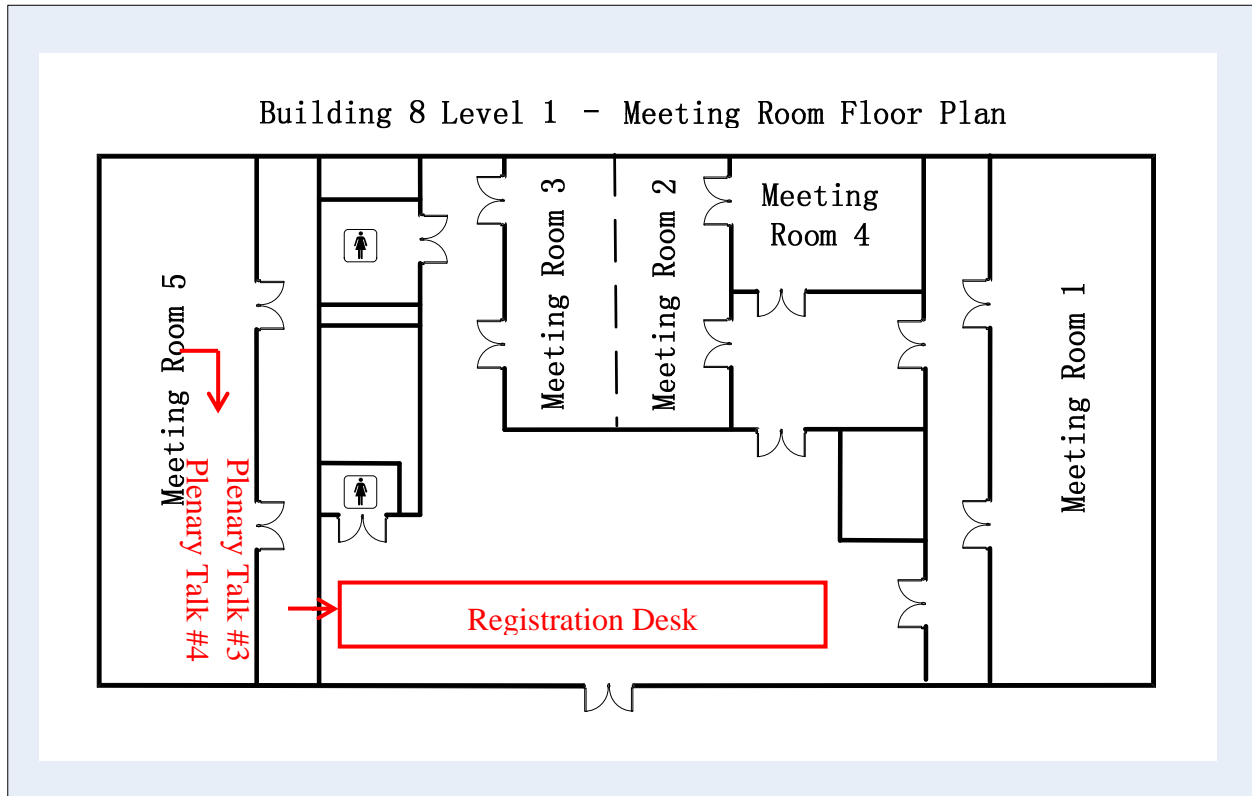 Building 8 Level 1 - Meeting Room Floor Plan
Meeting Room 5
Meeting Room 3
Meeting Room 2
Meeting
Room 4
Meeting Room 1
Plenary Talk #3
Plenary Talk #4
Registration Desk